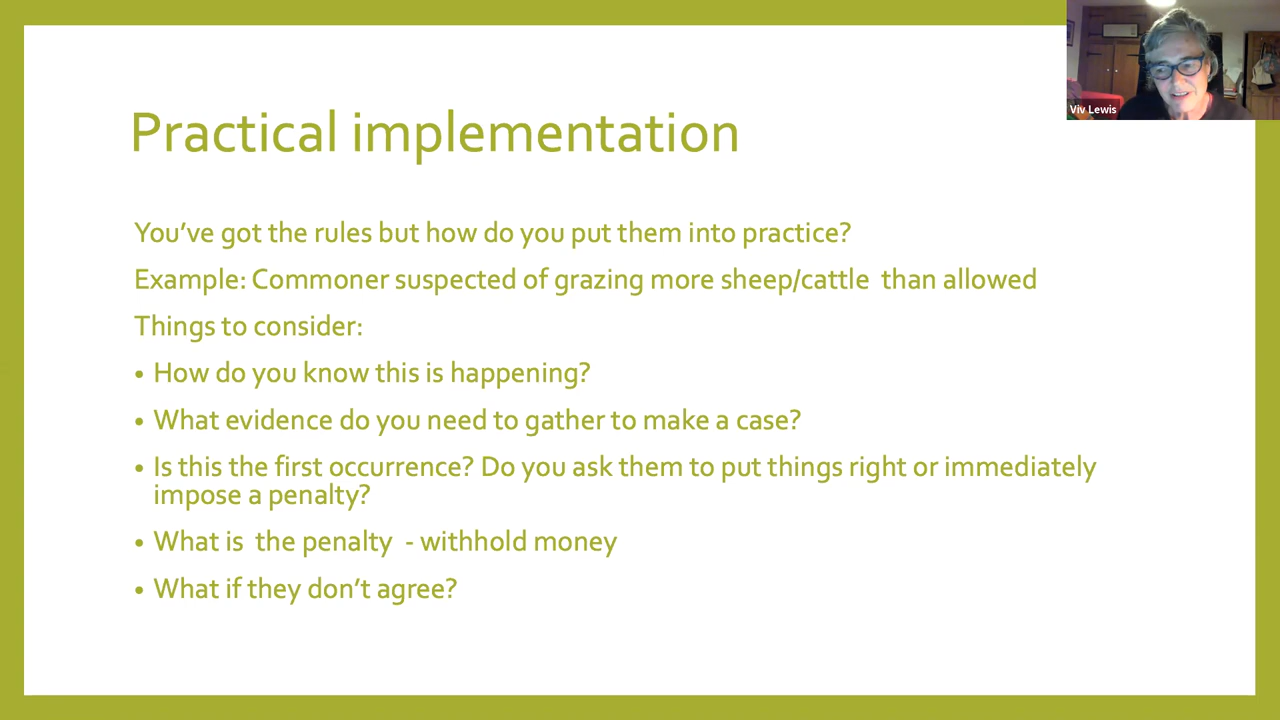 Viv Lewis
Practical implementation
You’ve got the rules but how do you put them into practice?
Example: Commoner suspected of grazing more sheep/cattle  than allowed
Things to consider:
• How do you know this is happening?
• What evidence do you need to gather to make a case?
• Is this the first occurrence? Do you ask them to put things right or immediately
impose a penalty?
• What is  the penalty  - withhold money
• What if they don’t agree?